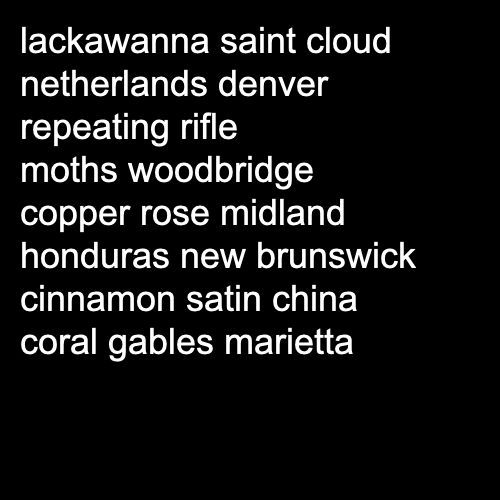 lackawanna saint cloud
netherlands denver
repeating rifle
moths woodbridge
copper rose midland
honduras new brunswick
cinnamon satin china
coral gables marietta